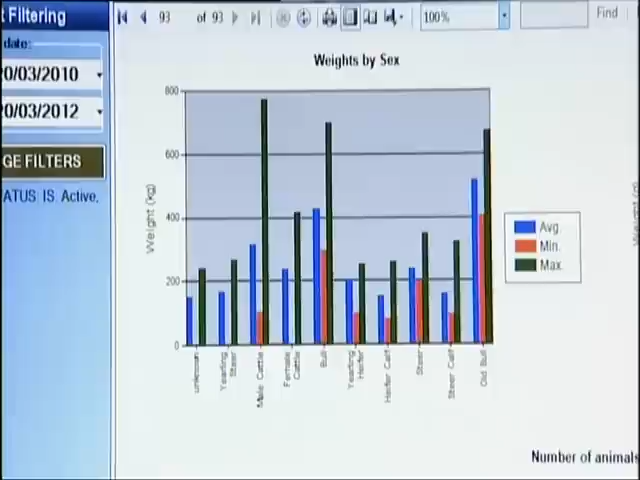 t Filtering
date:
20/03/2010
20/03/2012
GE FILTERS
ATUS IS Active.
93 of 93
100%
Find
Weights by Sex
Weight (kg)
800
600
400
200
0
unknown
Yearling Steer
Male Cattle
Female Cattle
Bull
Yearling Heifer
Heifer Calf
Steer
Steer Calf
Old Bull
Avg.
Min.
Max.
Number of animals